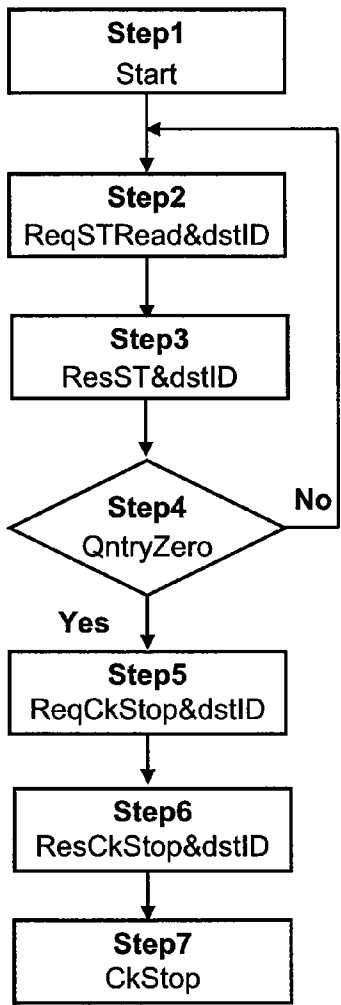 Step1
Start
Step2
ReqSTRead&dstID
Step3
ResST&dstID
Step4
QntryZero
No
Yes
Step5
ReqCkStop&dstID
Step6
ResCkStop&dstID
Step7
CkStop